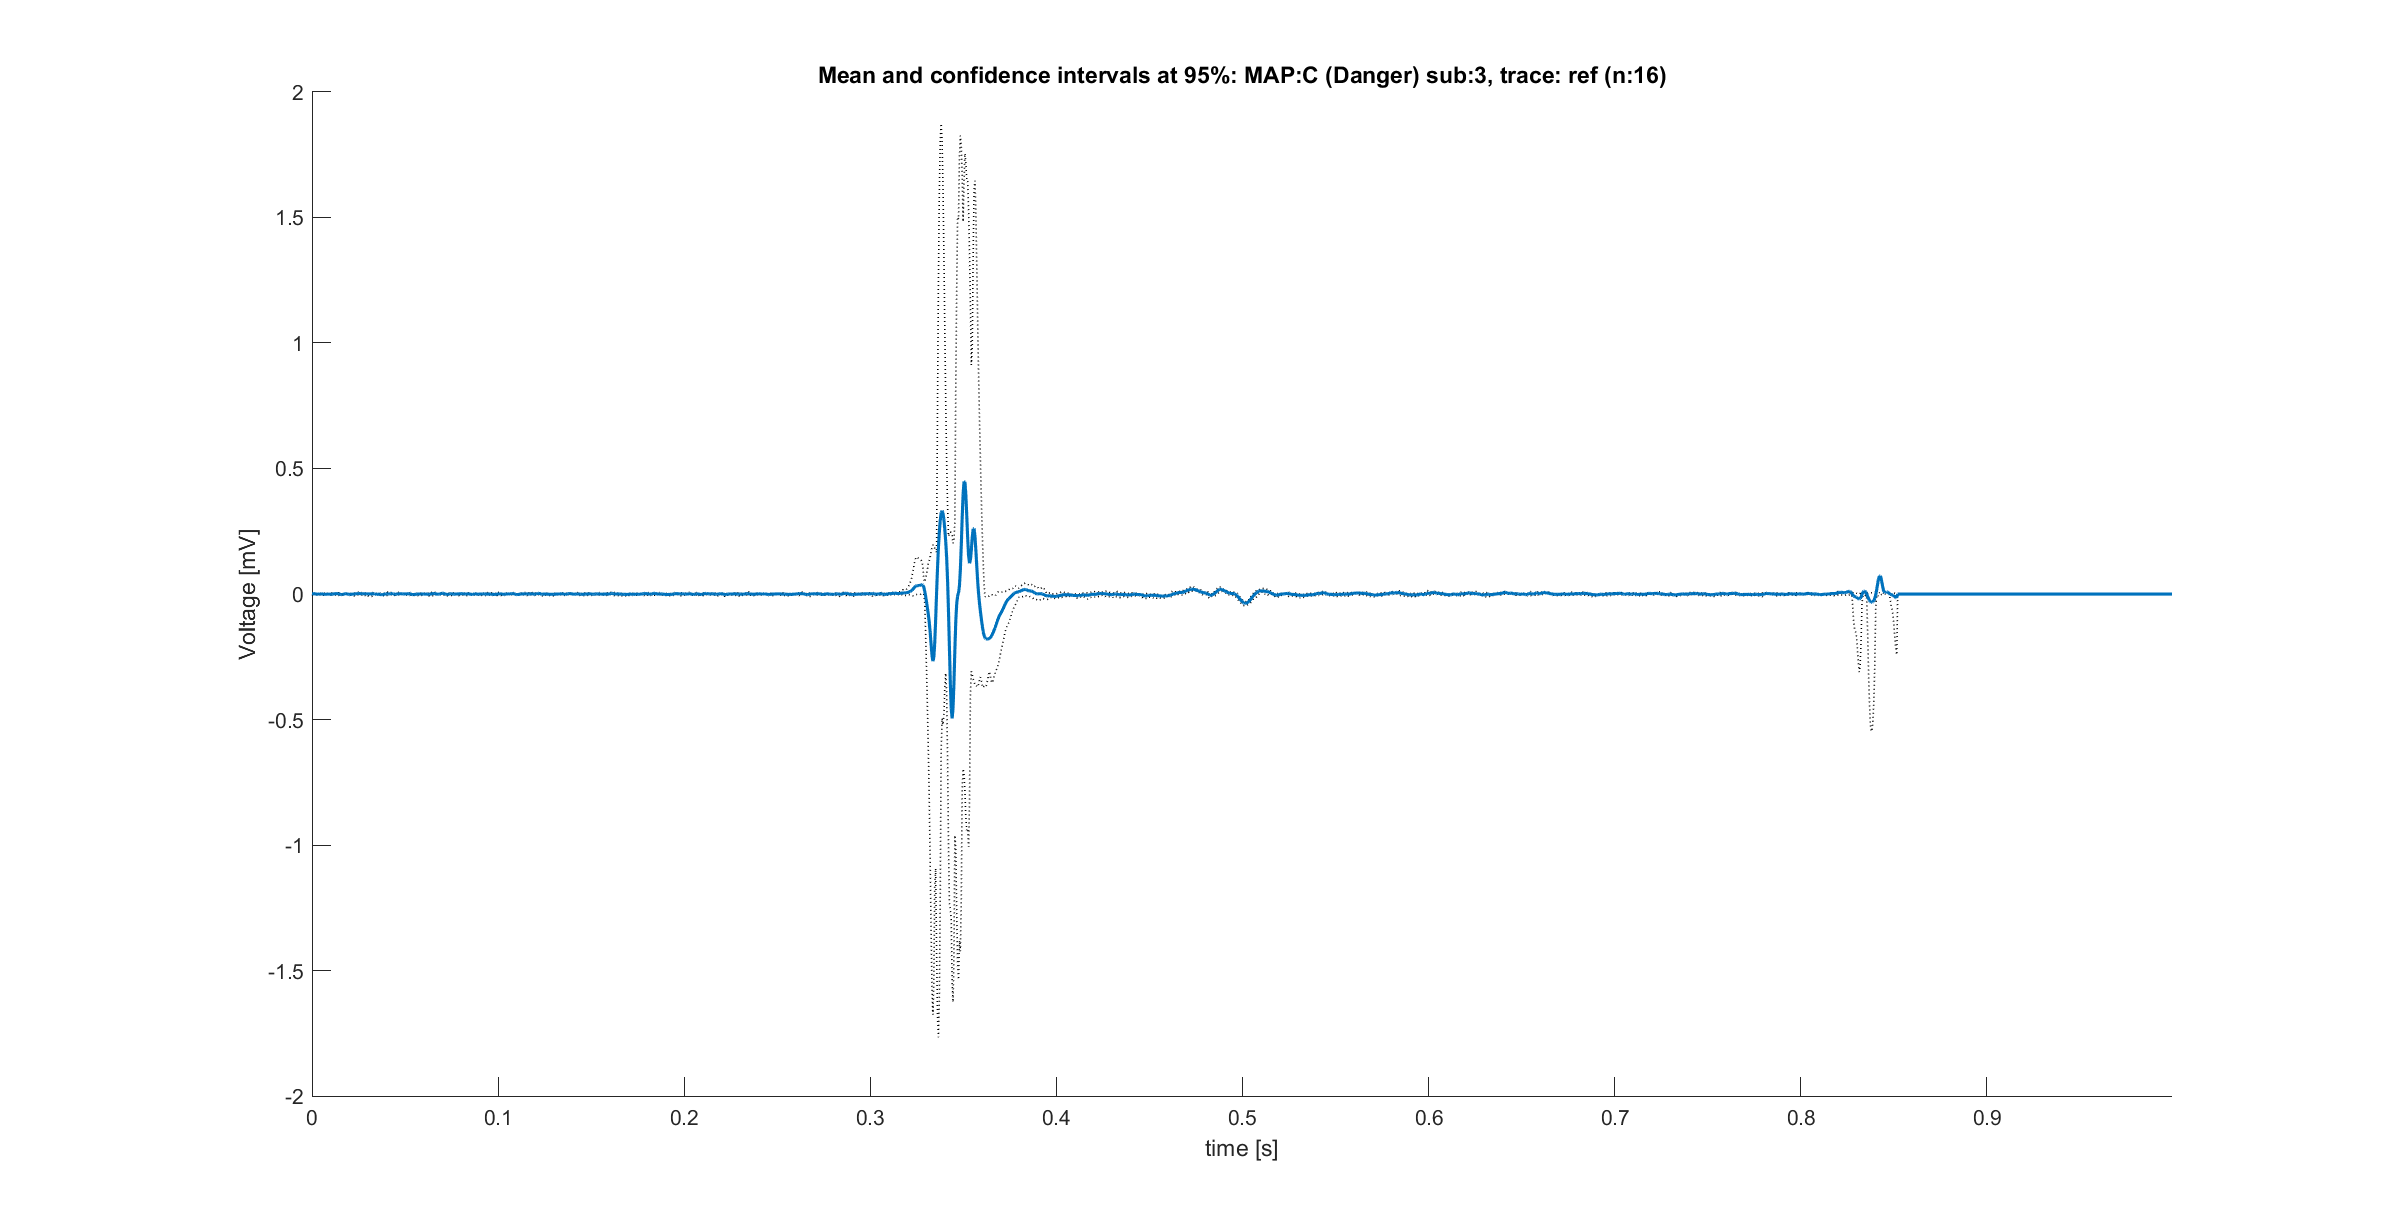 Mean and confidence intervals at 95%: MAP:C (Danger) sub:3, trace: ref (n:16)
2
1.5
1
0.5
0
-0.5
-1
-1.5
-2
Voltage [mV]
0 0.1 0.2 0.3 0.4 0.5 0.6 0.7 0.8 0.9
time [s]